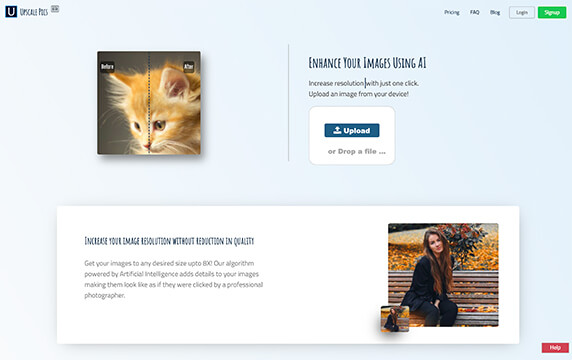 U Upscale Pics
Pricing FAQ Blog Login Signup
Before After
Enhance Your Images Using AI
Increase resolution with just one click.
Upload an image from your device!
Upload
or Drop a file ...
Increase your image resolution without reduction in quality
Get your images to any desired size upto 8X! Our algorithm
powered by Artificial Intelligence adds details to your images
making them look like as if they were clicked by a professional
photographer.
Help